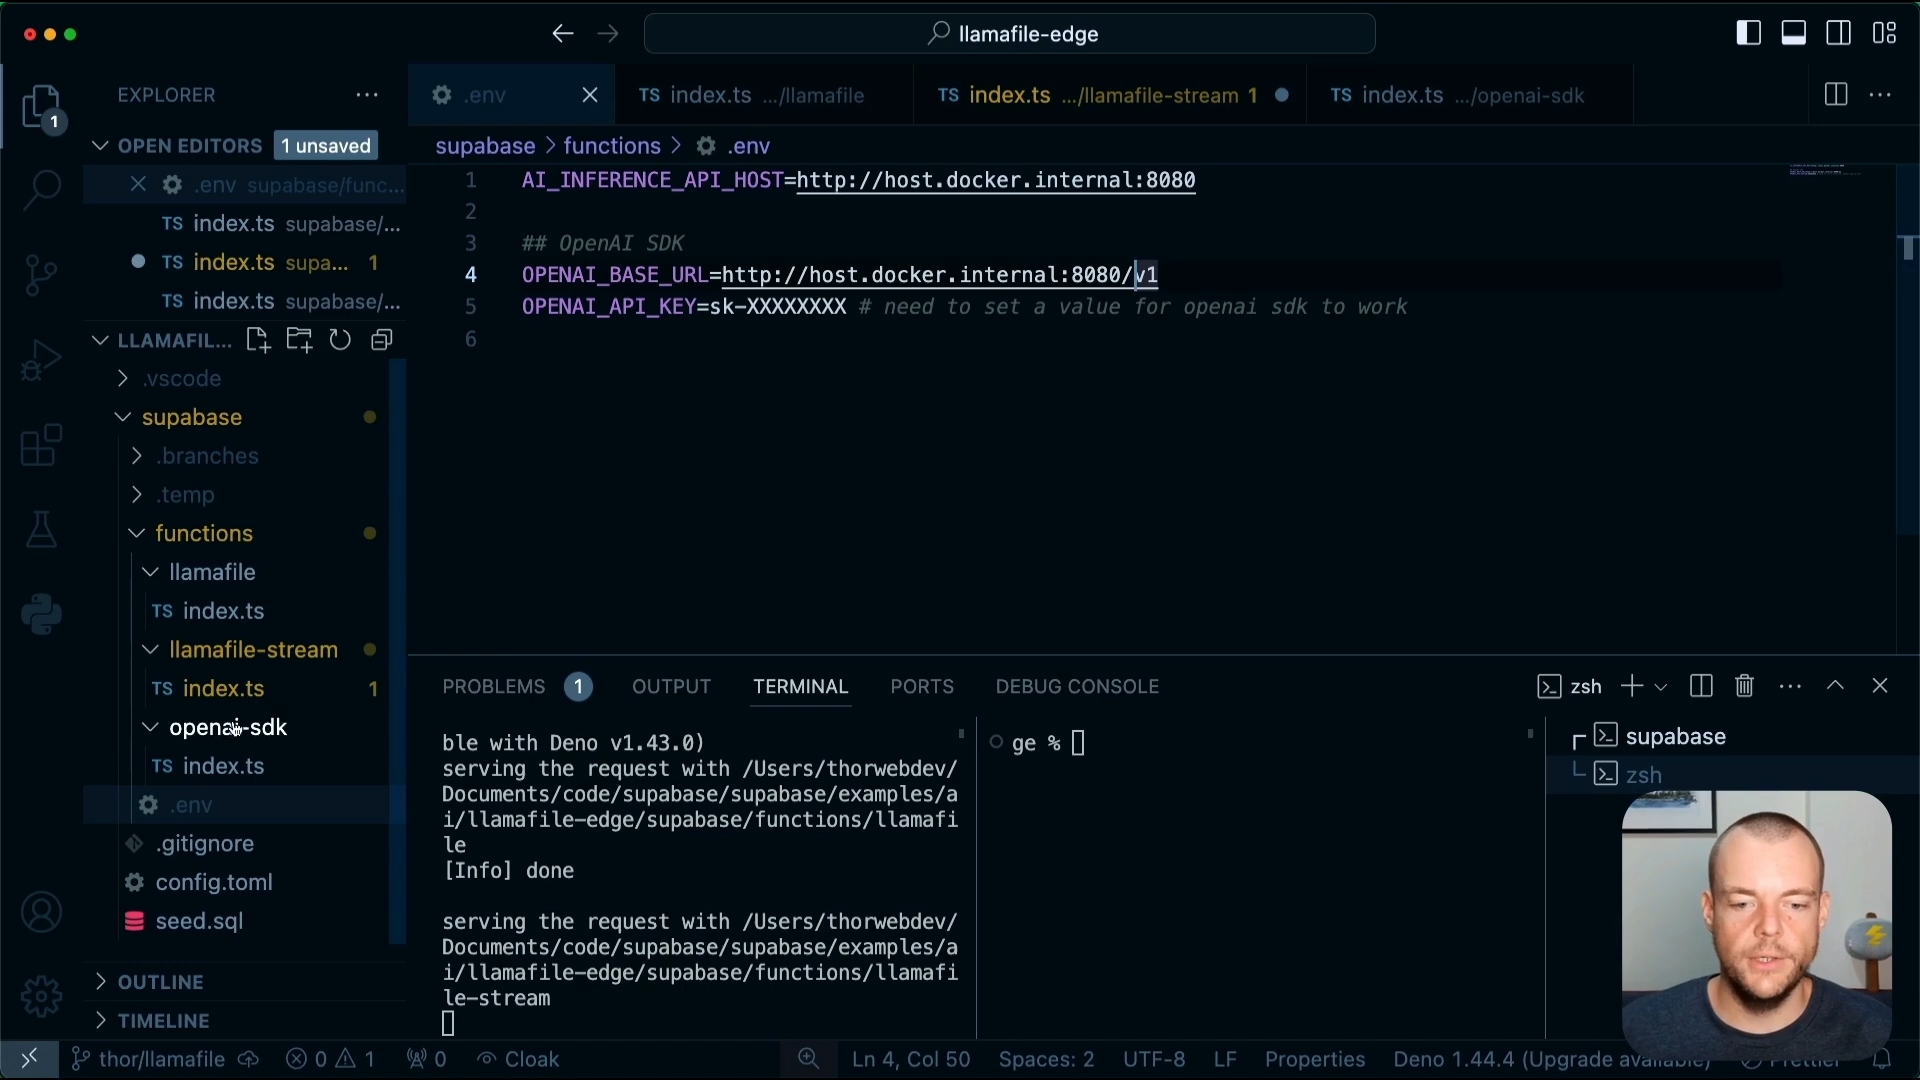 llamafile-edge
1
EXPLORER
OPEN EDITORS 1 unsaved
.env supabase/func...
TS index.ts supabase/...
TS index.ts supa... 1
TS index.ts supabase/...
LLAMAFIL...
.vscode
supabase
.branches
.temp
functions
llamafile
TS index.ts
llamafile-stream
TS index.ts 1
openai-sdk
TS index.ts
.env
.gitignore
config.toml
seed.sql
OUTLINE
TIMELINE
.env
TS index.ts .../llamafile
TS index.ts .../llamafile-stream 1
TS index.ts .../openai-sdk
supabase > functions > .env
1 AI_INFERENCE_API_HOST=http://host.docker.internal:8080
2
3 ## OpenAI SDK
4 OPENAI_BASE_URL=http://host.docker.internal:8080/v1
5 OPENAI_API_KEY=sk-XXXXXXXX # need to set a value for openai sdk to work
6
PROBLEMS 1 OUTPUT TERMINAL PORTS DEBUG CONSOLE
zsh
ble with Deno v1.43.0)
serving the request with /Users/thorwebdev/
Documents/code/supabase/supabase/examples/a
i/llamafile-edge/supabase/functions/llamafi
le
[Info] done
serving the request with /Users/thorwebdev/
Documents/code/supabase/supabase/examples/a
i/llamafile-edge/supabase/functions/llamafi
le-stream
ge %
supabase
zsh
thor/llamafile 0 1 0 Cloak Ln 4, Col 50 Spaces: 2 UTF-8 LF Properties Deno 1.44.4 (Upgrade available) Prettier